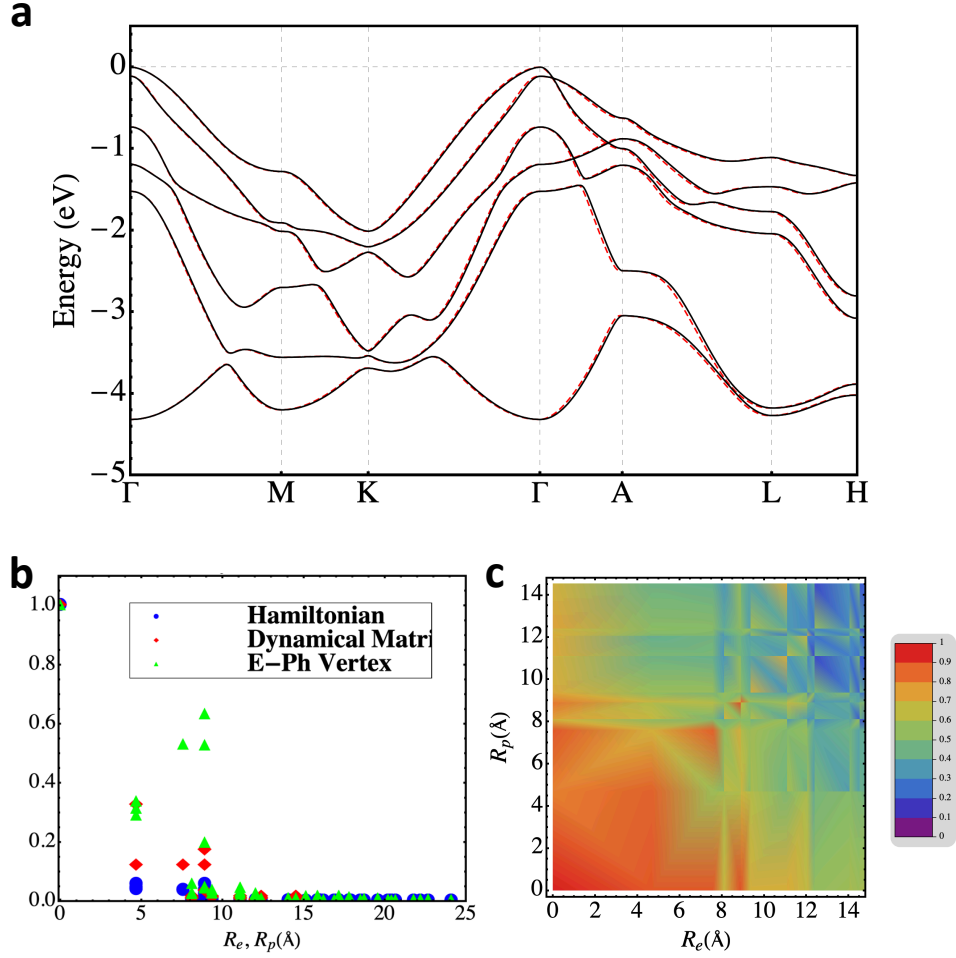 a
Energy (eV)
0
−1
−2
−3
−4
−5
Γ M K Γ A L H
b
1.0
0.8
0.6
0.4
0.2
0.0
Hamiltonian
Dynamical Matri
E−Ph Vertex
0 5 10 15 20 25
Re, Rp(Å)
c
14
12
10
8
6
4
2
0
Rp(Å)
0 2 4 6 8 10 12 14
Re(Å)
1
0.9
0.8
0.7
0.6
0.5
0.4
0.3
0.2
0.1
0